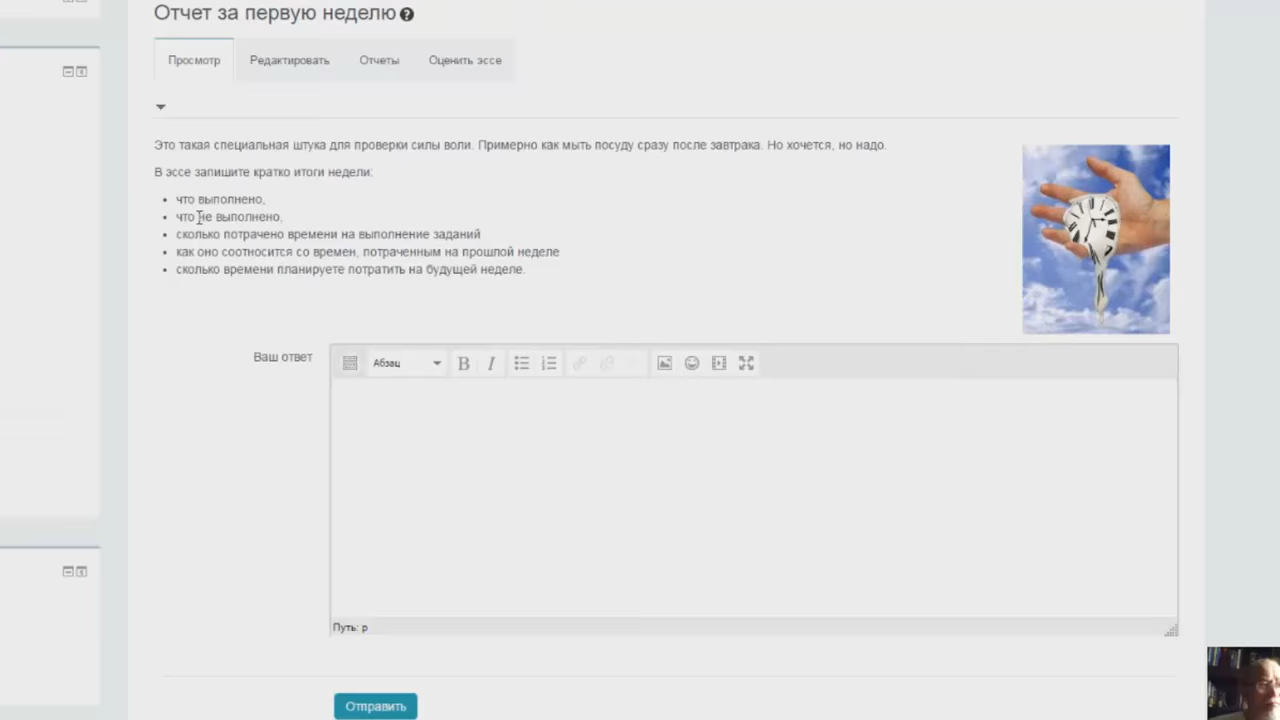 Отчет за первую неделю
Просмотр Редактировать Отчеты Оценить эссе
Это такая специальная штука для проверки силы воли. Примерно как мыть посуду сразу после завтрака. Но хочется, но надо.
В эссе запишите кратко итоги недели:
что выполнено,
что не выполнено,
сколько потрачено времени на выполнение заданий
как оно соотносится со времен, потраченным на прошлой неделе
сколько времени планируете потратить на будущей неделе.
Ваш ответ
Абзац B I
Путь: p
Отправить